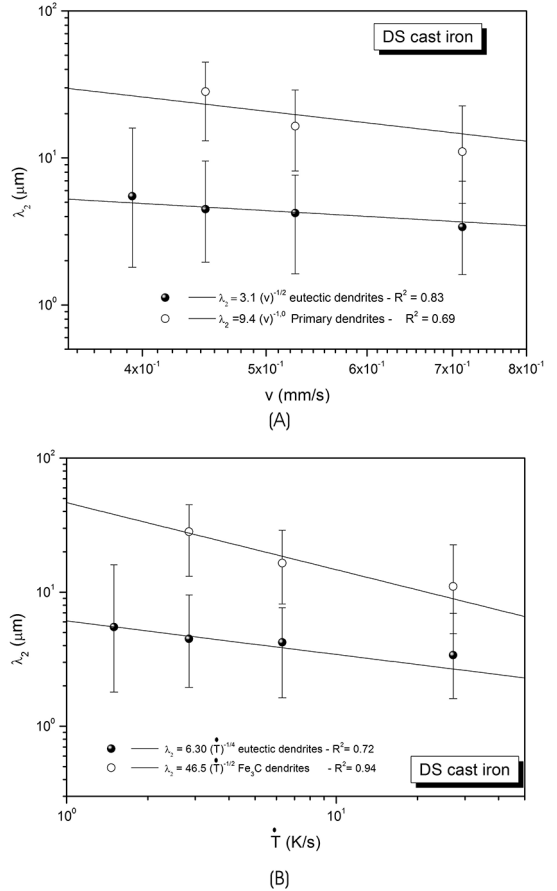 10²
DS cast iron
10¹
λ₂ (μm)
10⁰
λ₂ = 3.1 (v)⁻¹/² eutectic dendrites - R² = 0.83
λ₂ =9.4 (v)⁻¹,⁰ Primary dendrites - R² = 0.69
4x10⁻¹ 5x10⁻¹ 6x10⁻¹ 7x10⁻¹ 8x10⁻¹
v (mm/s)
(A)
10²
10¹
λ₂ (μm)
10⁰
λ₂ = 6.30 (Ṫ)⁻¹/⁴ eutectic dendrites - R²= 0.72
λ₂ = 46.5 (Ṫ)⁻¹/² Fe₃C dendrites - R²= 0.94
DS cast iron
10⁰ 10¹
Ṫ (K/s)
(B)